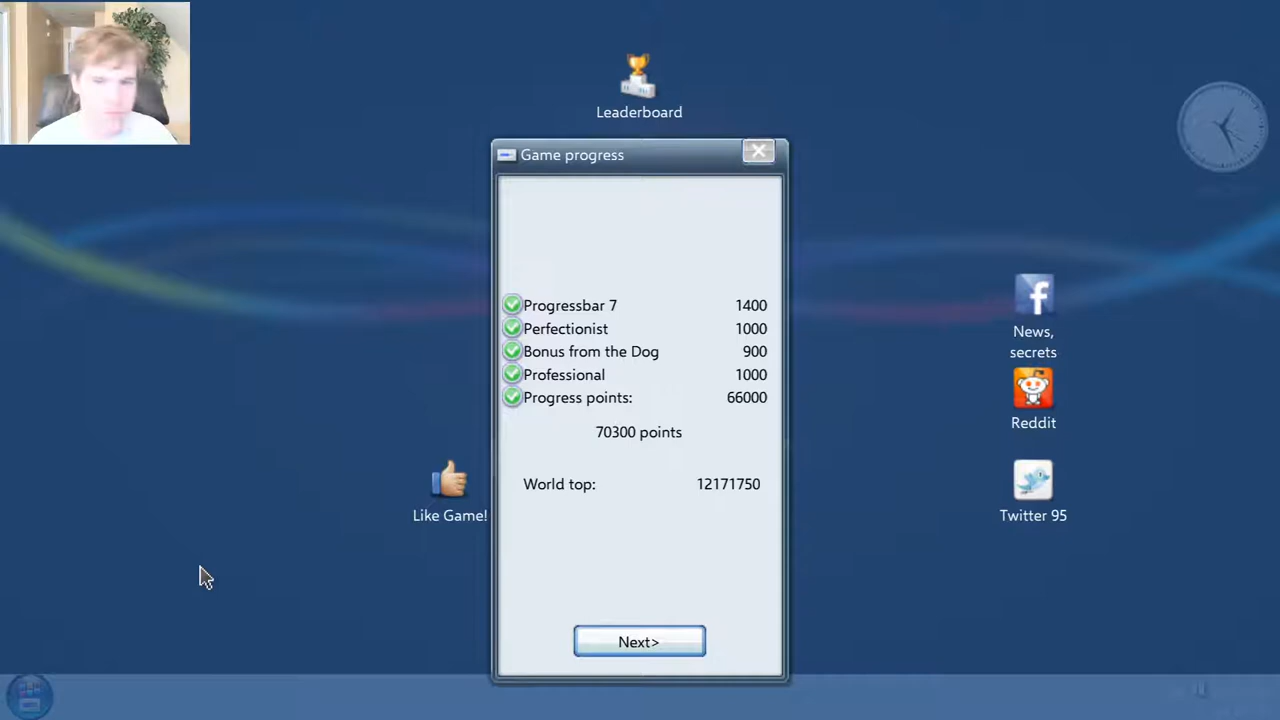 Leaderboard
Game progress
Progressbar 7 1400
Perfectionist 1000
Bonus from the Dog 900
Professional 1000
Progress points: 66000
70300 points
World top: 12171750
Next>
Like Game!
News,
secrets
Reddit
Twitter 95